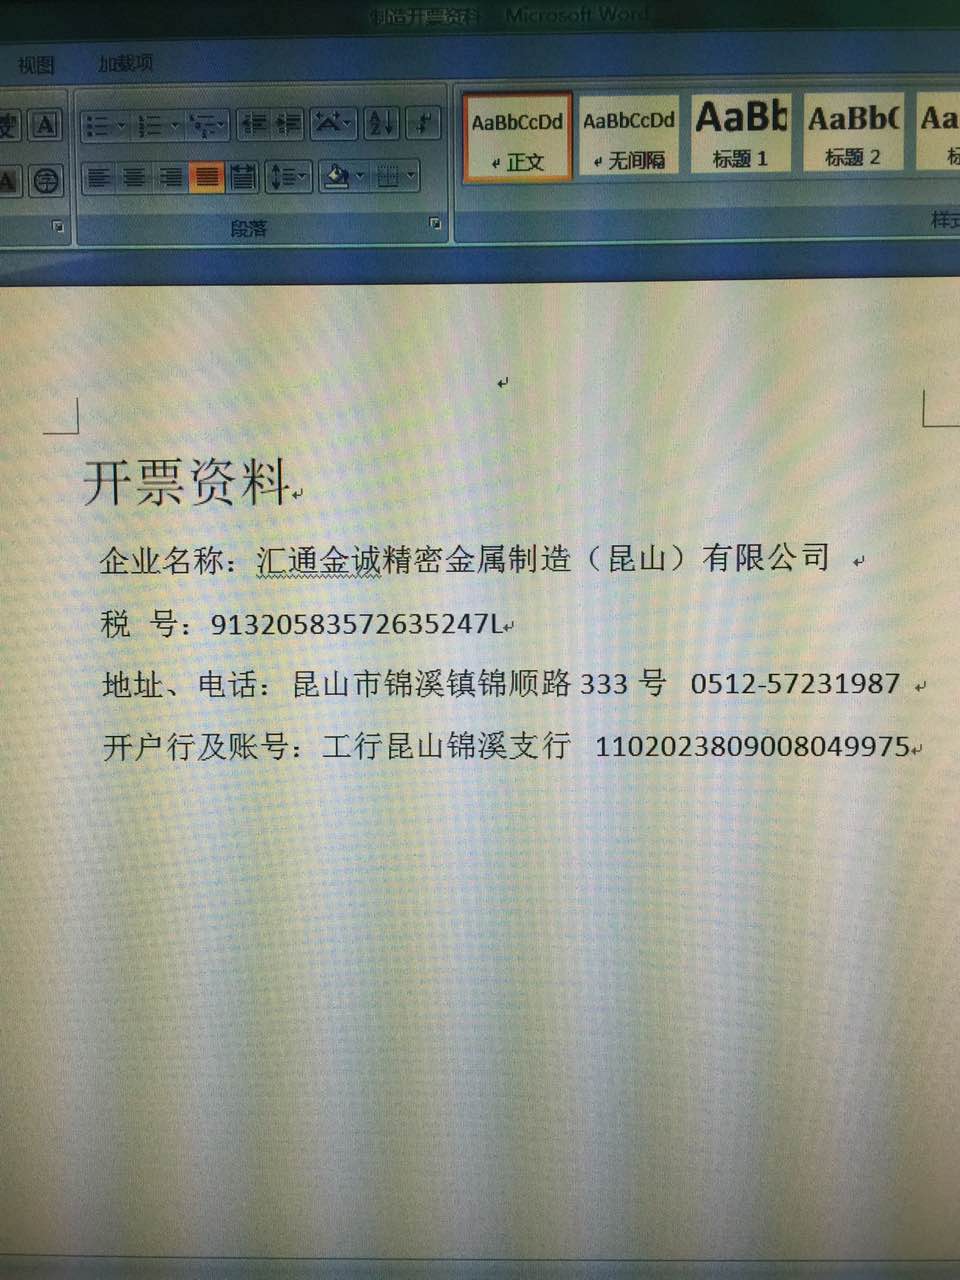 制造开票资料 - Microsoft Word
视图 加载项
AaBbCcDd AaBbCcDd AaBb AaBbC AaB
正文 无间隔 标题 1 标题 2 标
段落 样式
开票资料
企业名称：汇通金诚精密金属制造（昆山）有限公司
税 号：91320583572635247L
地址、电话：昆山市锦溪镇锦顺路 333 号 0512-57231987
开户行及账号：工行昆山锦溪支行 1102023809008049975